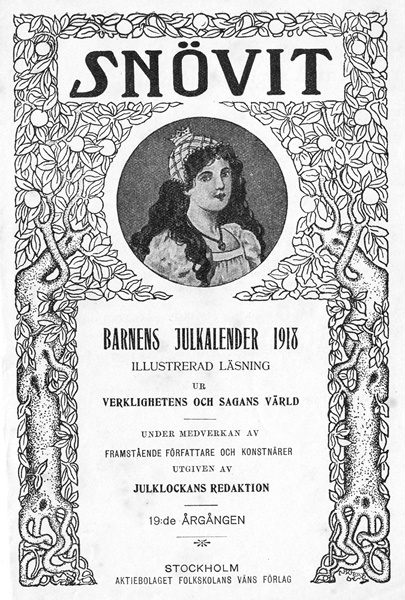 SNÖVIT
BARNENS JULKALENDER 1918
ILLUSTRERAD LÄSNING
UR
VERKLIGHETENS OCH SAGANS VÄRLD
UNDER MEDVERKAN AV
FRAMSTÅENDE FÖRFATTARE OCH KONSTNÄRER
UTGIVEN AV
JULKLOCKANS REDAKTION
19:de ÅRGÅNGEN
STOCKHOLM
AKTIEBOLAGET FOLKSKOLANS VÄNS FÖRLAG